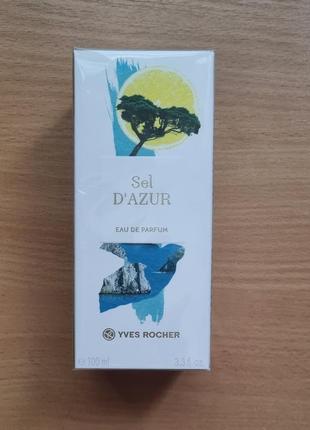 Sel
D'AZUR
EAU DE PARFUM
YVES ROCHER
℮ 100 ml 3.3 fl. oz.